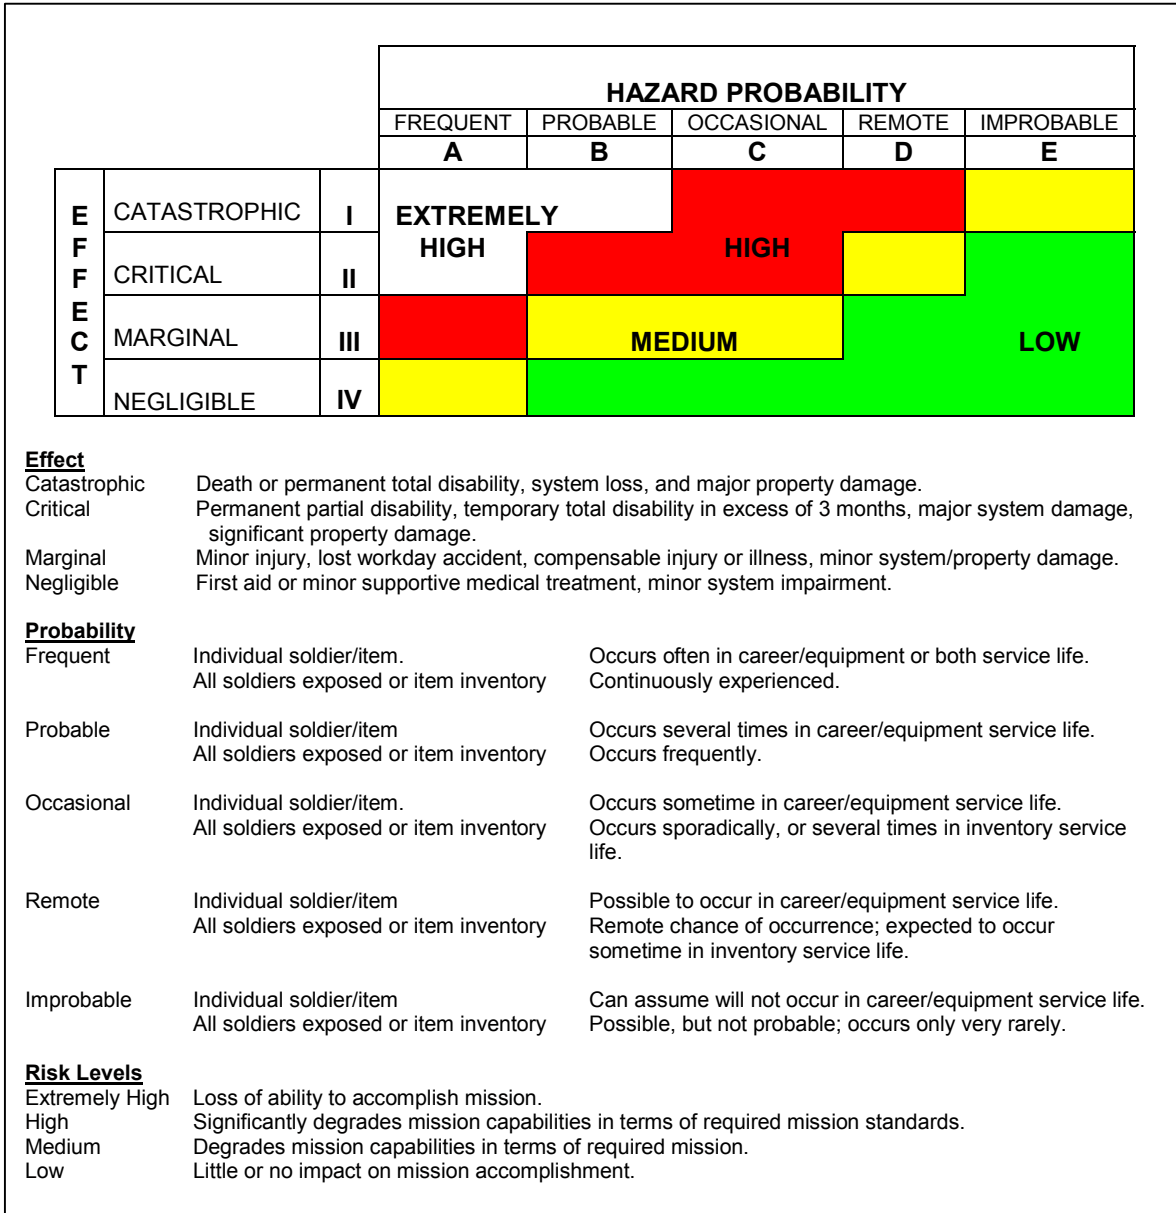 HAZARD PROBABILITY
FREQUENT PROBABLE OCCASIONAL REMOTE IMPROBABLE
A B C D E
EFFECT
CATASTROPHIC I EXTREMELY
HIGH HIGH
CRITICAL II
MARGINAL III MEDIUM LOW
NEGLIGIBLE IV
Effect
Catastrophic Death or permanent total disability, system loss, and major property damage.
Critical Permanent partial disability, temporary total disability in excess of 3 months, major system damage,
significant property damage.
Marginal Minor injury, lost workday accident, compensable injury or illness, minor system/property damage.
Negligible First aid or minor supportive medical treatment, minor system impairment.
Probability
Frequent Individual soldier/item. Occurs often in career/equipment or both service life.
All soldiers exposed or item inventory Continuously experienced.
Probable Individual soldier/item Occurs several times in career/equipment service life.
All soldiers exposed or item inventory Occurs frequently.
Occasional Individual soldier/item. Occurs sometime in career/equipment service life.
All soldiers exposed or item inventory Occurs sporadically, or several times in inventory service
life.
Remote Individual soldier/item Possible to occur in career/equipment service life.
All soldiers exposed or item inventory Remote chance of occurrence; expected to occur
sometime in inventory service life.
Improbable Individual soldier/item Can assume will not occur in career/equipment service life.
All soldiers exposed or item inventory Possible, but not probable; occurs only very rarely.
Risk Levels
Extremely High Loss of ability to accomplish mission.
High Significantly degrades mission capabilities in terms of required mission standards.
Medium Degrades mission capabilities in terms of required mission.
Low Little or no impact on mission accomplishment.